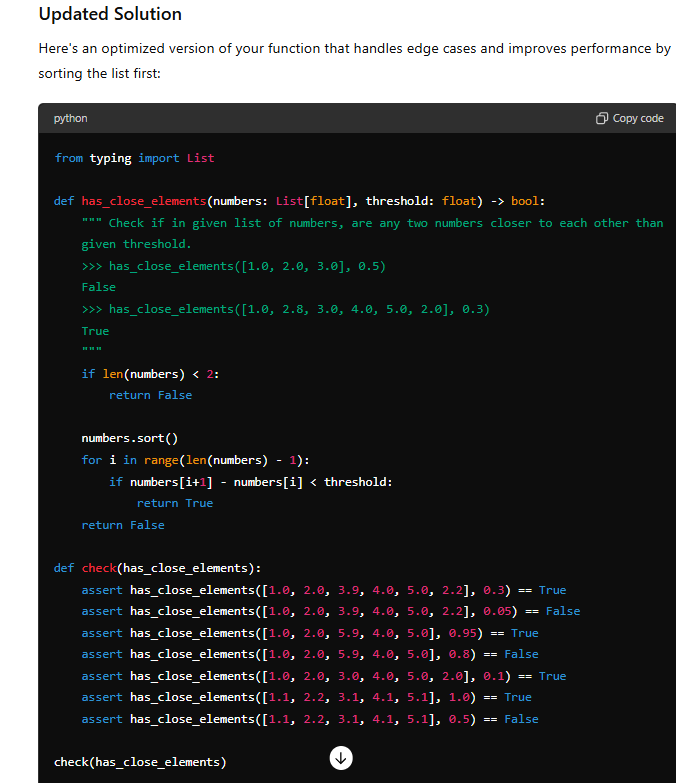 Updated Solution
Here's an optimized version of your function that handles edge cases and improves performance by
sorting the list first:
python
Copy code
from typing import List
def has_close_elements(numbers: List[float], threshold: float) -> bool:
""" Check if in given list of numbers, are any two numbers closer to each other than
given threshold.
>>> has_close_elements([1.0, 2.0, 3.0], 0.5)
False
>>> has_close_elements([1.0, 2.8, 3.0, 4.0, 5.0, 2.0], 0.3)
True
"""
if len(numbers) < 2:
return False
numbers.sort()
for i in range(len(numbers) - 1):
if numbers[i+1] - numbers[i] < threshold:
return True
return False
def check(has_close_elements):
assert has_close_elements([1.0, 2.0, 3.9, 4.0, 5.0, 2.2], 0.3) == True
assert has_close_elements([1.0, 2.0, 3.9, 4.0, 5.0, 2.2], 0.05) == False
assert has_close_elements([1.0, 2.0, 5.9, 4.0, 5.0], 0.95) == True
assert has_close_elements([1.0, 2.0, 5.9, 4.0, 5.0], 0.8) == False
assert has_close_elements([1.0, 2.0, 3.0, 4.0, 5.0, 2.0], 0.1) == True
assert has_close_elements([1.1, 2.2, 3.1, 4.1, 5.1], 1.0) == True
assert has_close_elements([1.1, 2.2, 3.1, 4.1, 5.1], 0.5) == False
check(has_close_elements)